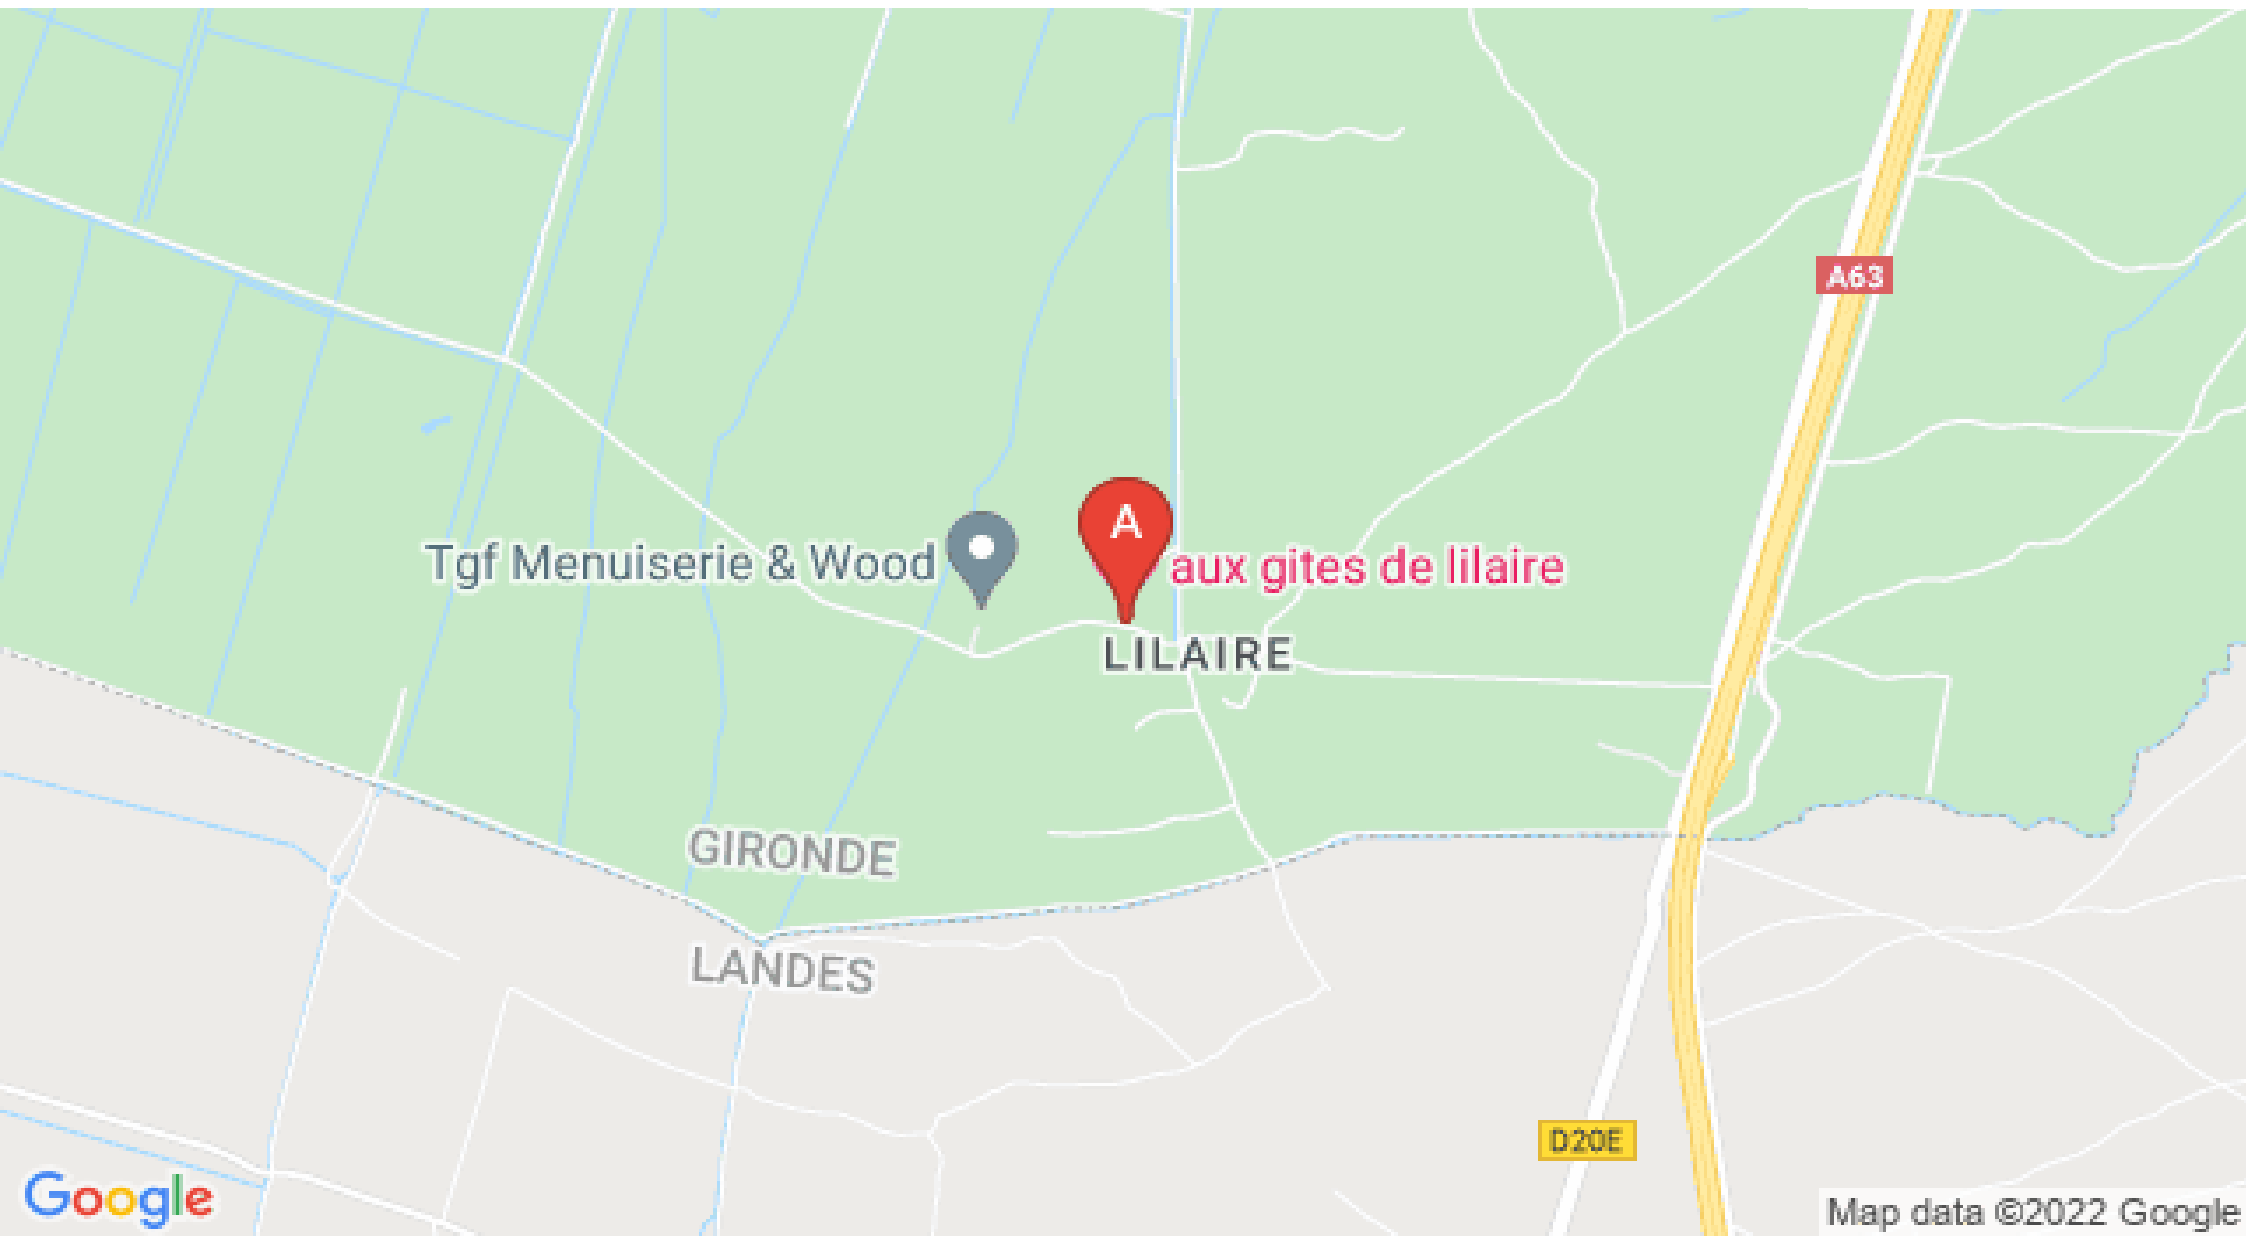 A63
A
Tgf Menuiserie & Wood
aux gites de lilaire
LILAIRE
GIRONDE
LANDES
D20E
Google
Map data ©2022 Google